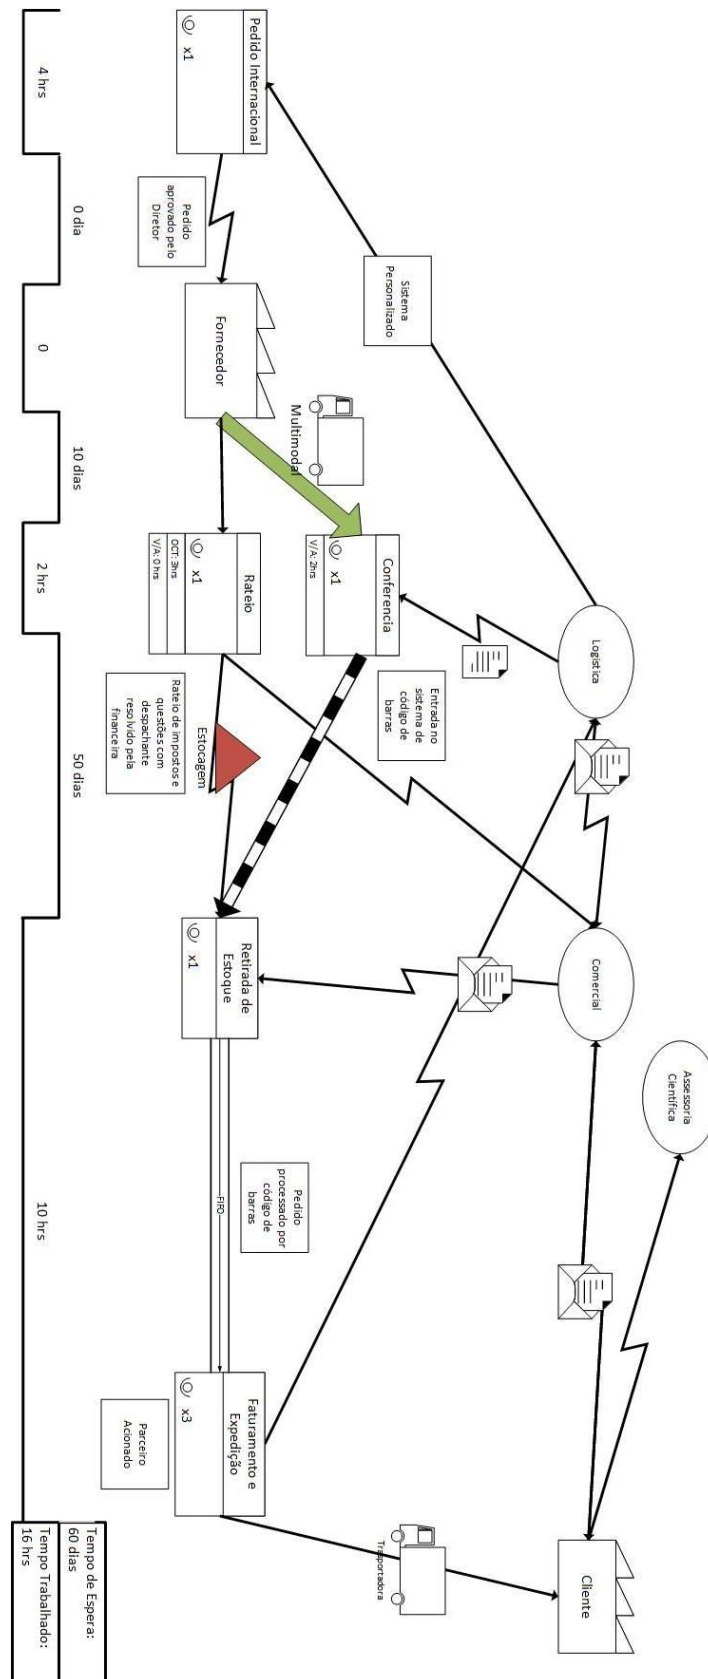 Assessoria
Científica
Logística
Comercial
Cliente
Sistema
Personalizado
Trasportadora
Multimodal
Entrada no
sistema de
código de
barras
Conferencia
x1
V/A: 2hrs
Pedido
processado por
código de
barras
Pedido Internacional
x1
Pedido
aprovado pelo
Diretor
Fornecedor
Rateio
x1
OCT: 3hrs
V/A: 0 hrs
Estocagem
Rateio de impostos e
questões com
despachante
resolvido pela
financeira
Retirada de
Estoque
x1
FIFO
Faturamento e
Expedição
x3
Parceiro
Acionado
4 hrs
0 dia
0
10 dias
2 hrs
50 dias
10 hrs
Tempo de Espera:
60 dias
Tempo Trabalhado:
16 hrs